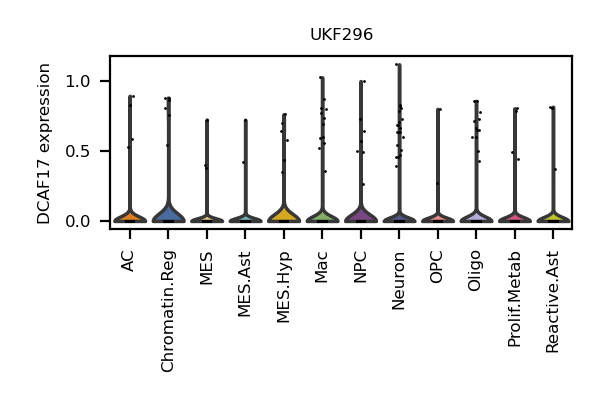 UKF296
DCAF17 expression
1.0
0.5
0.0
AC
Chromatin.Reg
MES
MES.Ast
MES.Hyp
Mac
NPC
Neuron
OPC
Oligo
Prolif.Metab
Reactive.Ast